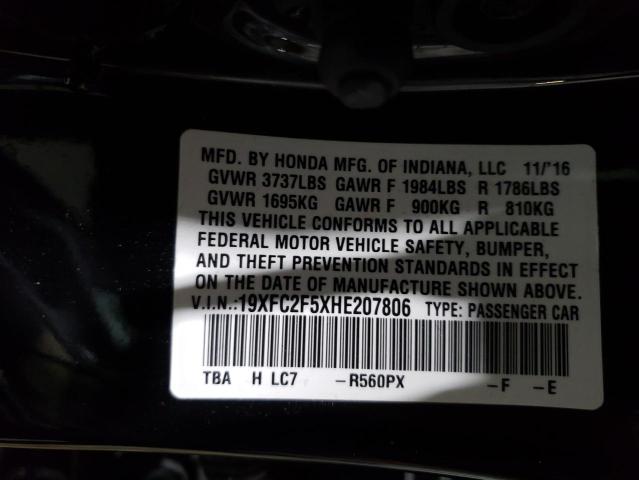 MFD. BY HONDA MFG. OF INDIANA, LLC 11/'16
GVWR 3737LBS GAWR F 1984LBS R 1786LBS
GVWR 1695KG GAWR F 900KG R 810KG
THIS VEHICLE CONFORMS TO ALL APPLICABLE
FEDERAL MOTOR VEHICLE SAFETY, BUMPER,
AND THEFT PREVENTION STANDARDS IN EFFECT
ON THE DATE OF MANUFACTURE SHOWN ABOVE.
V.I.N.:19XFC2F5XHE207806 TYPE: PASSENGER CAR
TBA H LC7 -R560PX -F -E